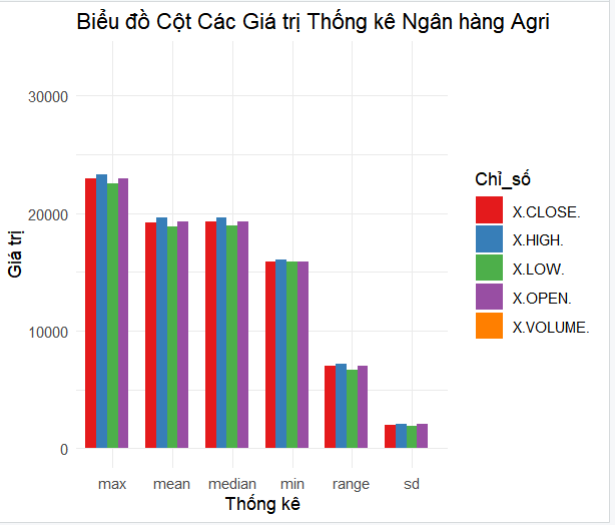 Biểu đồ Cột Các Giá trị Thống kê Ngân hàng Agri
30000
20000
10000
0
Giá trị
max mean median min range sd
Thống kê
Chỉ_số
X.CLOSE.
X.HIGH.
X.LOW.
X.OPEN.
X.VOLUME.